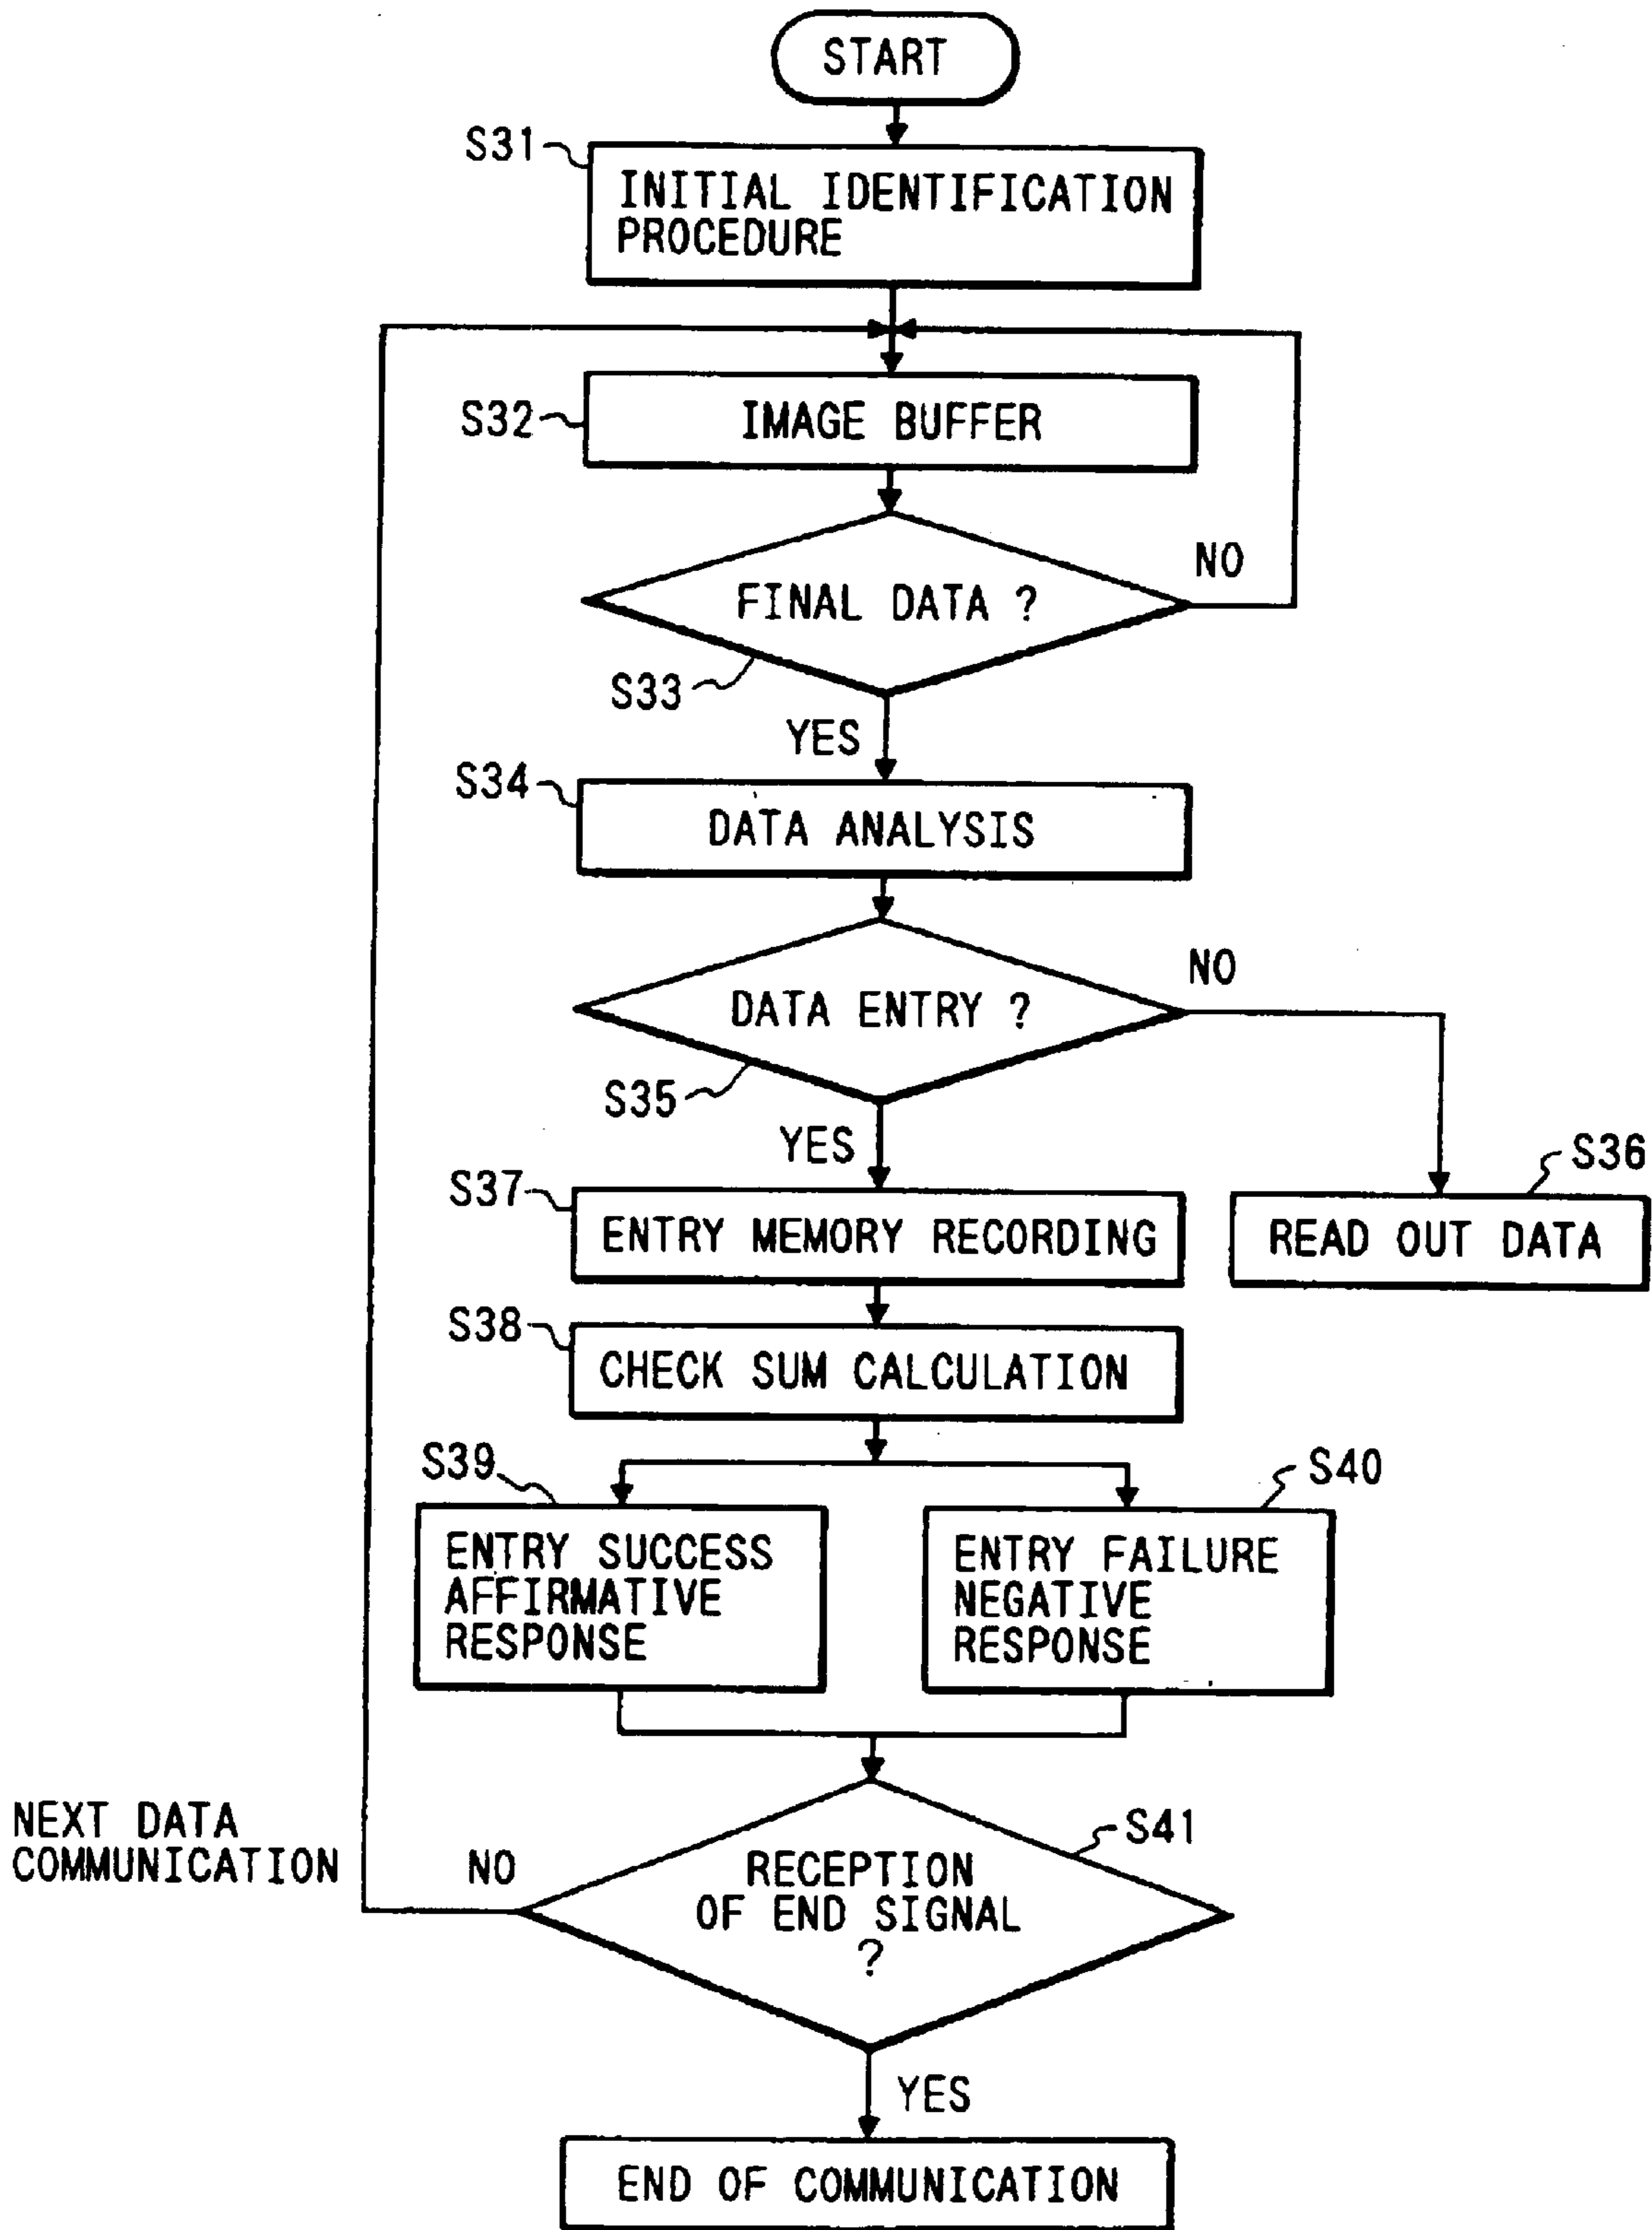 START
S31
INITIAL IDENTIFICATION
PROCEDURE
S32
IMAGE BUFFER
FINAL DATA ?
NO
S33
YES
S34
DATA ANALYSIS
DATA ENTRY ?
NO
S35
YES
S36
S37
ENTRY MEMORY RECORDING
READ OUT DATA
S38
CHECK SUM CALCULATION
S39
S40
ENTRY SUCCESS
AFFIRMATIVE
RESPONSE
ENTRY FAILURE
NEGATIVE
RESPONSE
NEXT DATA
COMMUNICATION
NO
S41
RECEPTION
OF END SIGNAL
?
YES
END OF COMMUNICATION